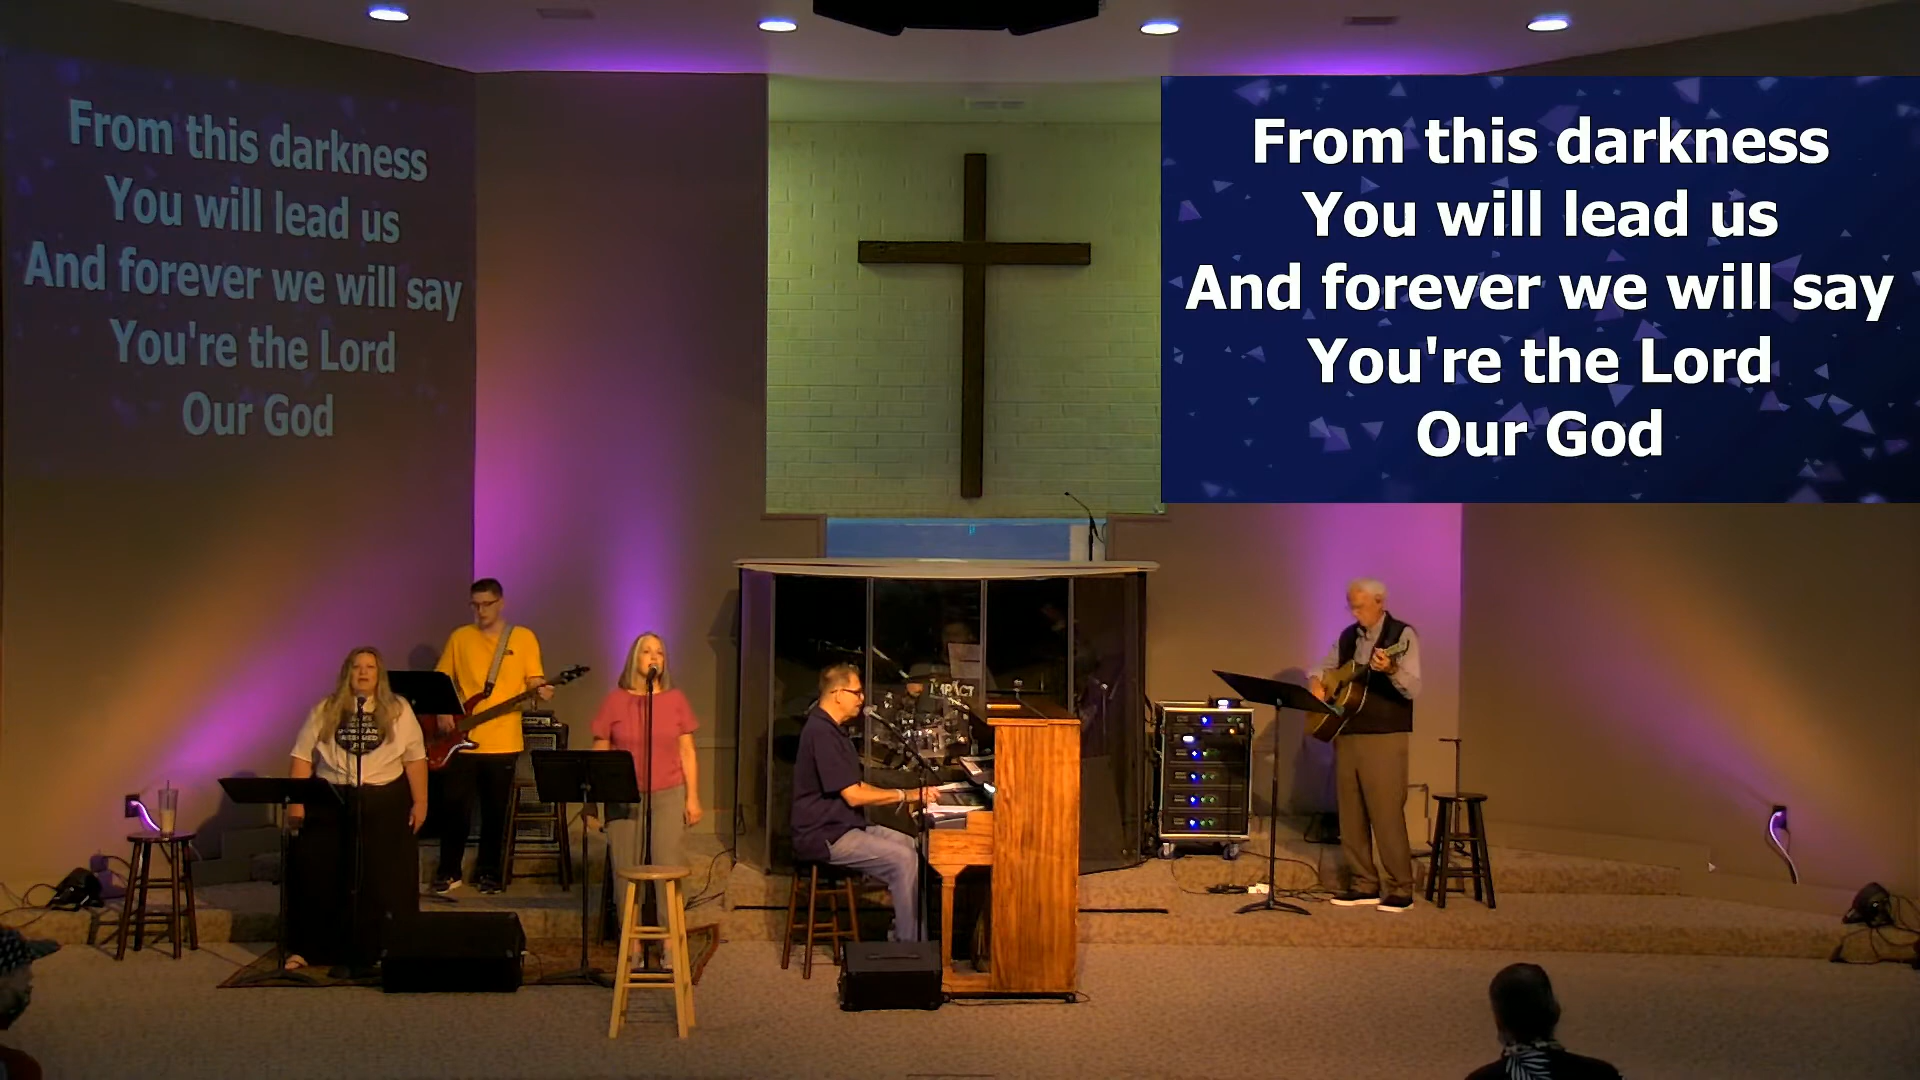 From this darkness
You will lead us
And forever we will say
You're the Lord
Our God
From this darkness
You will lead us
And forever we will say
You're the Lord
Our God
IMPACT